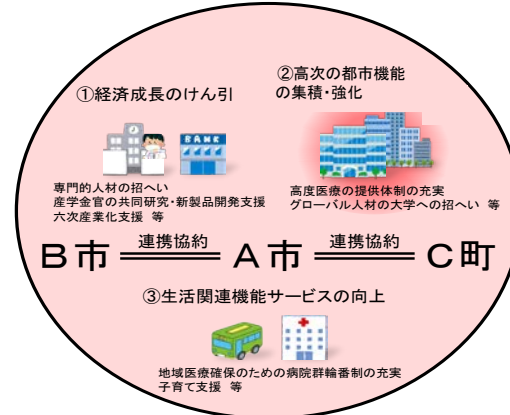 ①経済成長のけん引
②高次の都市機能
の集積・強化
BANK
専門的人材の招へい
産学金官の共同研究・新製品開発支援
六次産業化支援 等
高度医療の提供体制の充実
グローバル人材の大学への招へい 等
B市 連携協約 A市 連携協約 C町
③生活関連機能サービスの向上
地域医療確保のための病院群輪番制の充実
子育て支援 等